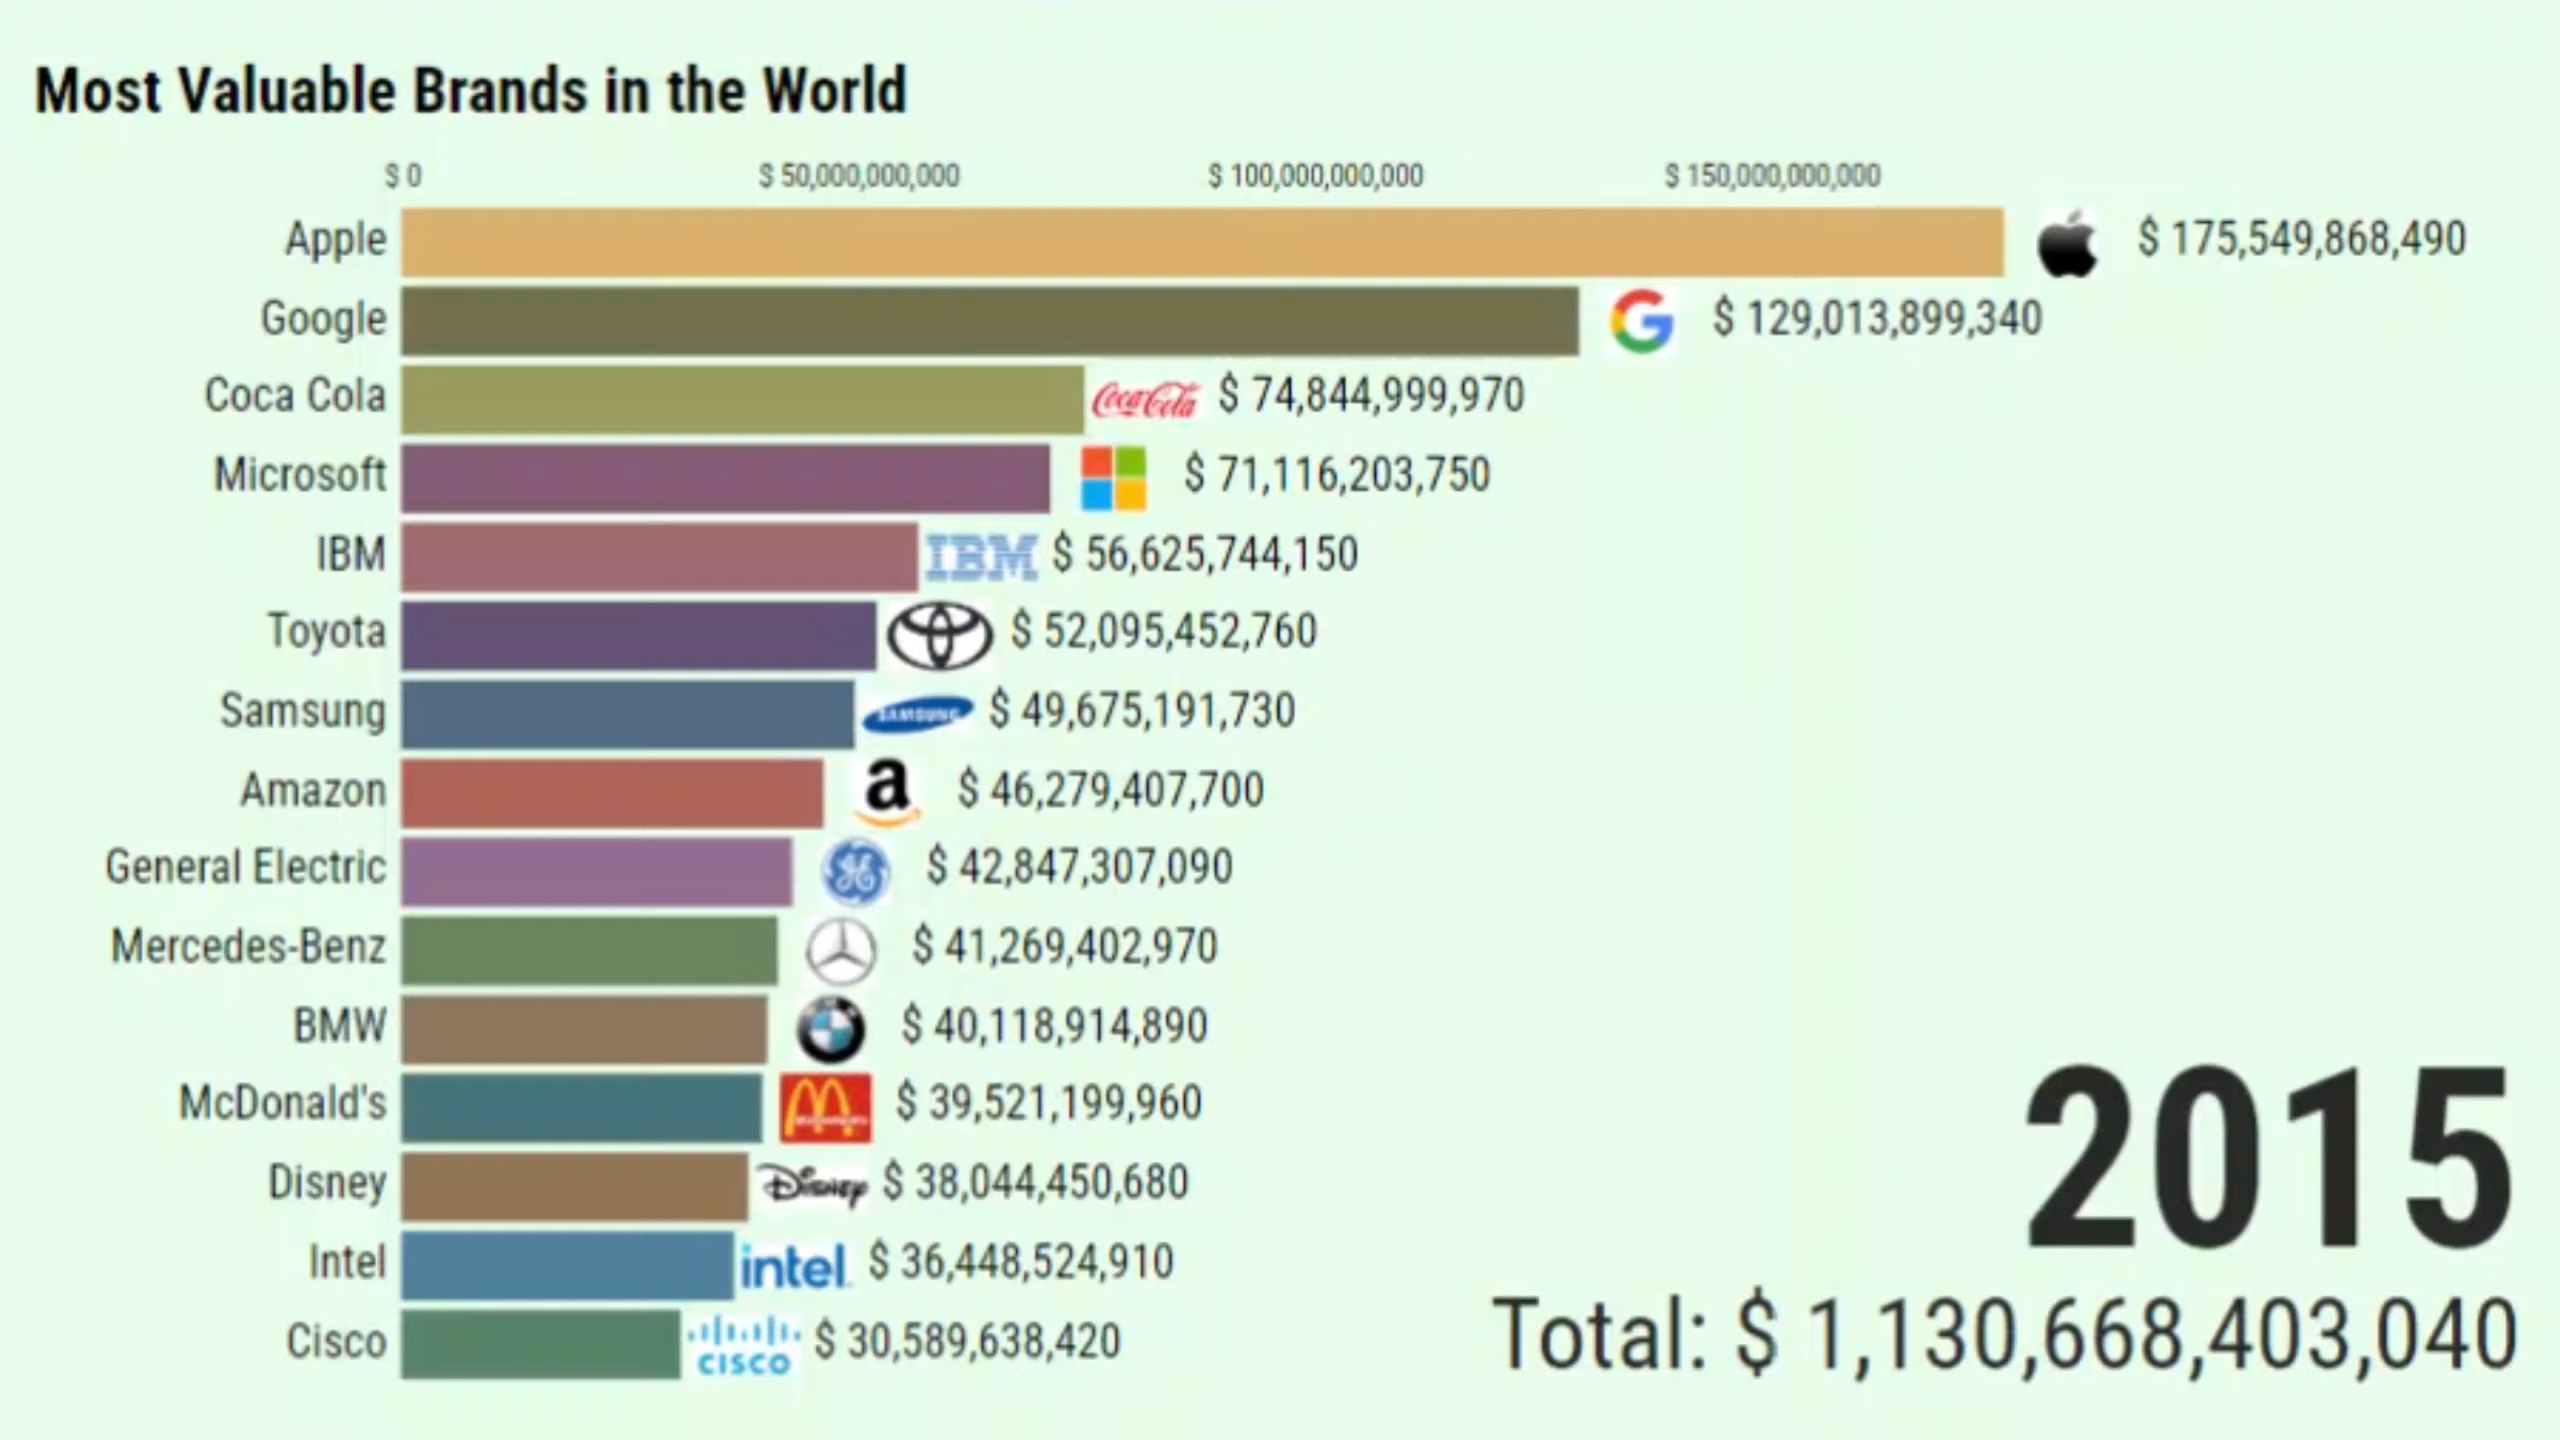 Most Valuable Brands in the World
$ 0 $ 50,000,000,000 $ 100,000,000,000 $ 150,000,000,000
Apple $ 175,549,868,490
Google $ 129,013,899,340
Coca Cola Coca-Cola $ 74,844,999,970
Microsoft $ 71,116,203,750
IBM IBM $ 56,625,744,150
Toyota $ 52,095,452,760
Samsung SAMSUNG $ 49,675,191,730
Amazon a $ 46,279,407,700
General Electric GE $ 42,847,307,090
Mercedes-Benz $ 41,269,402,970
BMW $ 40,118,914,890
McDonald's $ 39,521,199,960
Disney Disney $ 38,044,450,680
Intel intel $ 36,448,524,910
Cisco CISCO $ 30,589,638,420
2015
Total: $ 1,130,668,403,040